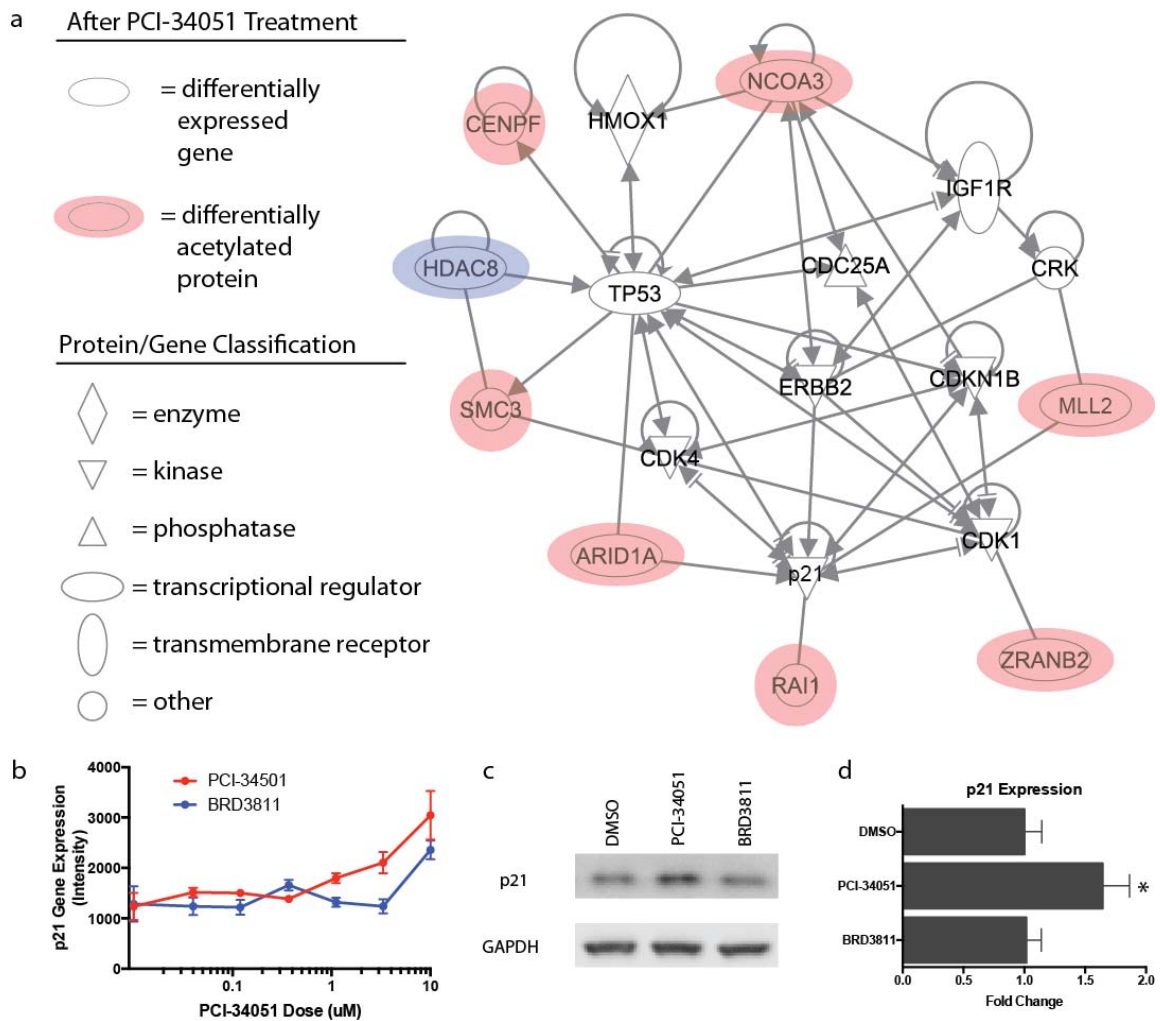 a
After PCI-34051 Treatment
= differentially
expressed
gene
= differentially
acetylated
protein
Protein/Gene Classification
= enzyme
= kinase
= phosphatase
= transcriptional regulator
= transmembrane receptor
= other
NCOA3
CENPF
HMOX1
IGF1R
HDAC8
TP53
CDC25A
CRK
ERBB2
CDKN1B
SMC3
MLL2
CDK4
ARID1A
p21
CDK1
RAI1
ZRANB2
b
p21 Gene Expression
(Intensity)
4000
3000
2000
1000
0
PCI-34501
BRD3811
0.1
1
10
PCI-34051 Dose (uM)
c
DMSO
PCI-34051
BRD3811
p21
GAPDH
d
p21 Expression
DMSO
PCI-34051
*
BRD3811
0.0
0.5
1.0
1.5
2.0
Fold Change